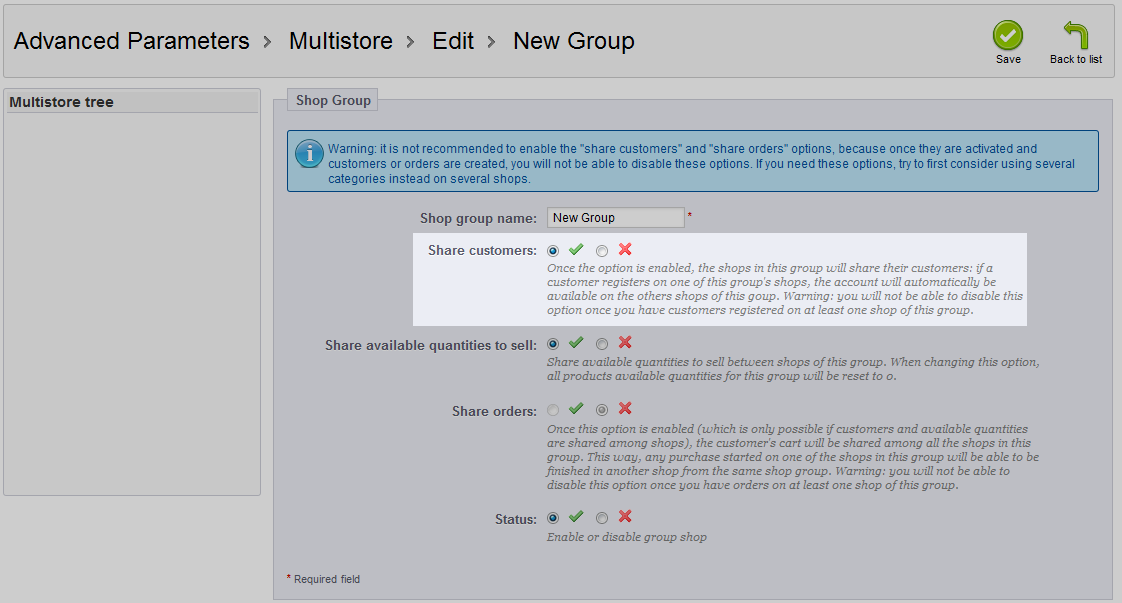 Advanced Parameters > Multistore > Edit > New Group
Save
Back to list
Multistore tree
Shop Group
Warning: it is not recommended to enable the "share customers" and "share orders" options, because once they are activated and
customers or orders are created, you will not be able to disable these options. If you need these options, try to first consider using several
categories instead on several shops.
Shop group name: New Group *
Share customers:
Once the option is enabled, the shops in this group will share their customers: if a
customer registers on one of this group's shops, the account will automatically be
available on the others shops of this goup. Warning: you will not be able to disable this
option once you have customers registered on at least one shop of this group.
Share available quantities to sell:
Share available quantities to sell between shops of this group. When changing this option,
all products available quantities for this group will be reset to 0.
Share orders:
Once this option is enabled (which is only possible if customers and available quantities
are shared among shops), the customer's cart will be shared among all the shops in this
group. This way, any purchase started on one of the shops in this group will be able to be
finished in another shop from the same shop group. Warning: you will not be able to
disable this option once you have orders on at least one shop of this group.
Status:
Enable or disable group shop
* Required field